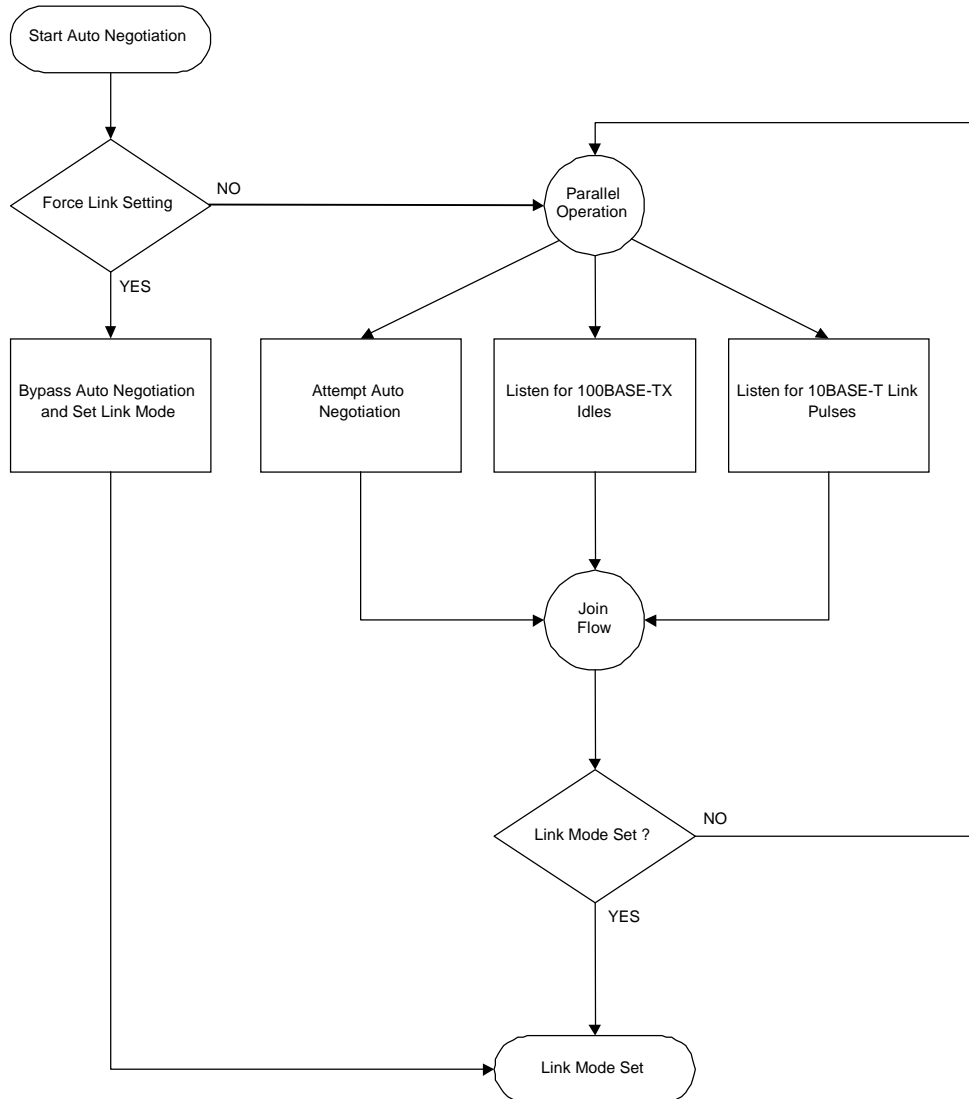 Start Auto Negotiation
Force Link Setting
NO
Parallel
Operation
YES
Bypass Auto Negotiation
and Set Link Mode
Attempt Auto
Negotiation
Listen for 100BASE-TX
Idles
Listen for 10BASE-T Link
Pulses
Join
Flow
Link Mode Set ?
NO
YES
Link Mode Set